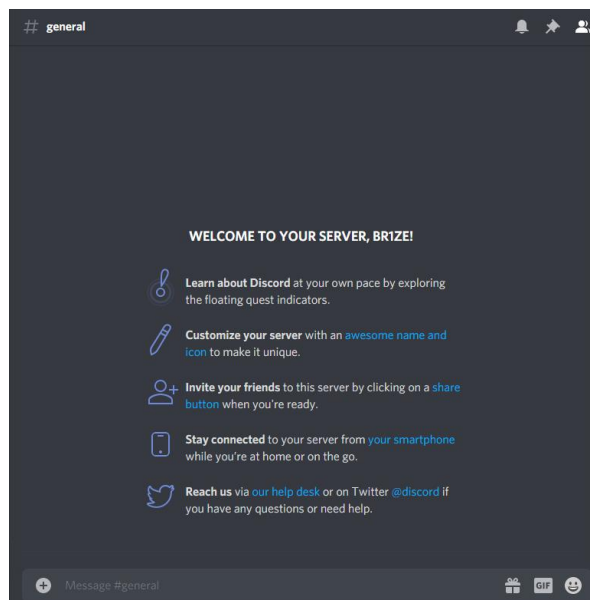 # general
WELCOME TO YOUR SERVER, BR1ZE!
Learn about Discord at your own pace by exploring
the floating quest indicators.
Customize your server with an awesome name and
icon to make it unique.
Invite your friends to this server by clicking on a share
button when you're ready.
Stay connected to your server from your smartphone
while you're at home or on the go.
Reach us via our help desk or on Twitter @discord if
you have any questions or need help.
Message #general
GIF